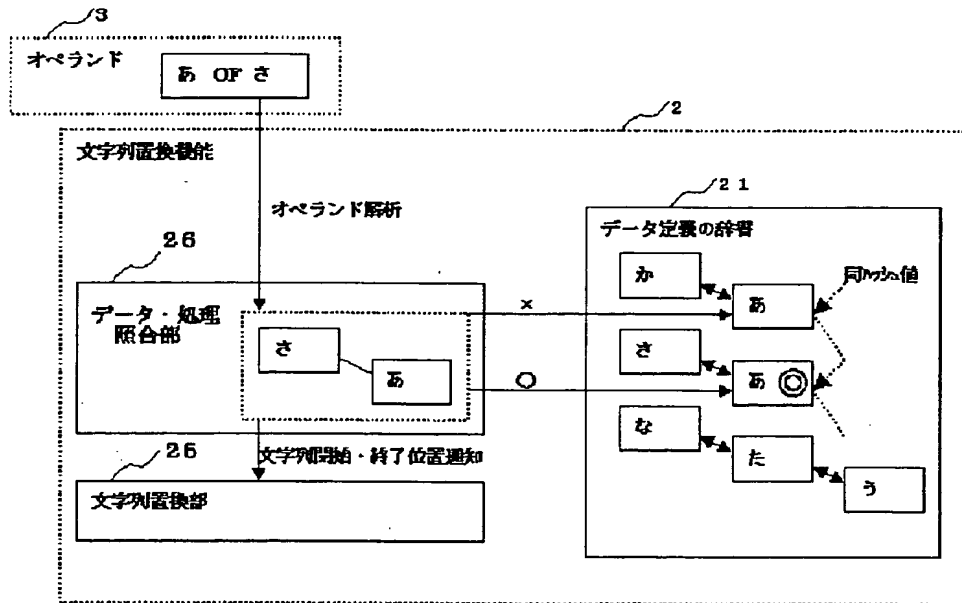 3
オペランド
あ OF さ
2
文字列置換機能
オペランド解析
21
データ定義の辞書
26
データ・処理
照合部
さ
あ
×
○
か
あ
同ハッシュ値
さ
あ ◎
な
た
う
文字列開始・終了位置通知
25
文字列置換部